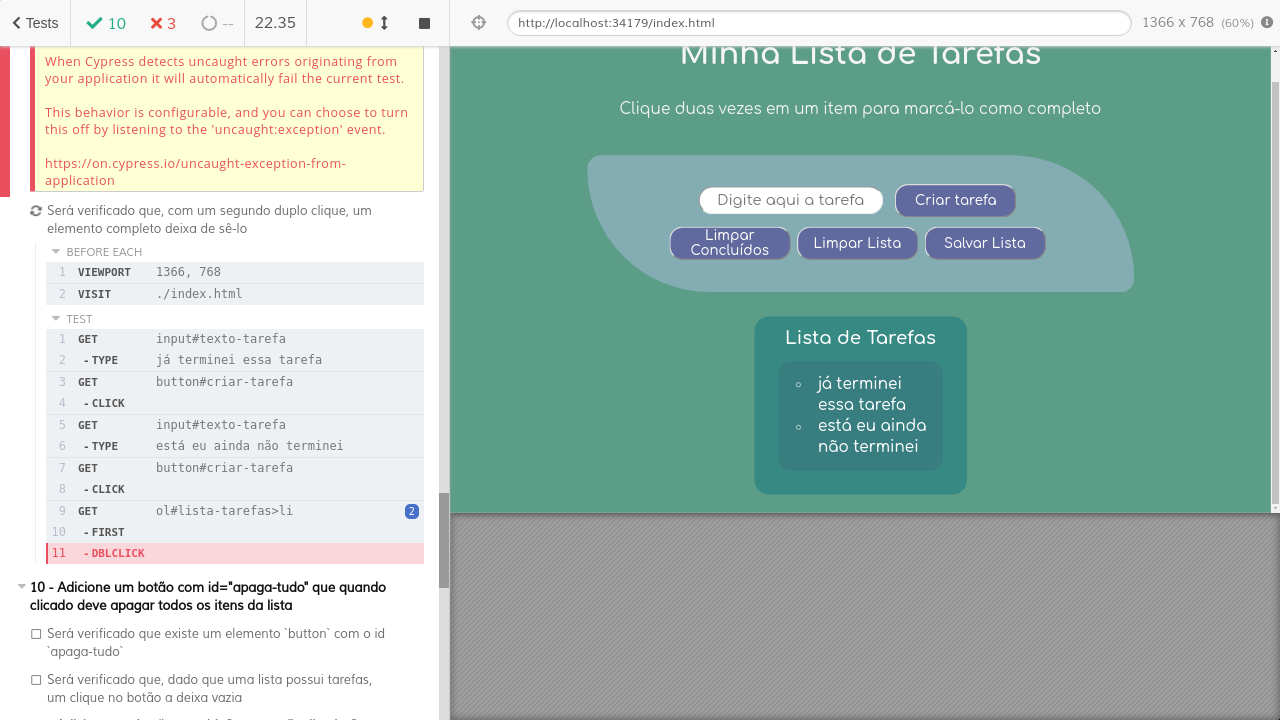 Tests
10
3
--
22.35
http://localhost:34179/index.html
1366 x 768 (60%)
When Cypress detects uncaught errors originating from
your application it will automatically fail the current test.
This behavior is configurable, and you can choose to turn
this off by listening to the 'uncaught:exception' event.
https://on.cypress.io/uncaught-exception-from-
application
Será verificado que, com um segundo duplo clique, um
elemento completo deixa de sê-lo
BEFORE EACH
1 VIEWPORT 1366, 768
2 VISIT ./index.html
TEST
1 GET input#texto-tarefa
2 -TYPE já terminei essa tarefa
3 GET button#criar-tarefa
4 -CLICK
5 GET input#texto-tarefa
6 -TYPE está eu ainda não terminei
7 GET button#criar-tarefa
8 -CLICK
9 GET ol#lista-tarefas>li 2
10 -FIRST
11 -DBLCLICK
10 - Adicione um botão com id="apaga-tudo" que quando
clicado deve apagar todos os itens da lista
Será verificado que existe um elemento `button` com o id
`apaga-tudo`
Será verificado que, dado que uma lista possui tarefas,
um clique no botão a deixa vazia
Minha Lista de Tarefas
Clique duas vezes em um item para marcá-lo como completo
Digite aqui a tarefa
Criar tarefa
Limpar
Concluídos
Limpar Lista
Salvar Lista
Lista de Tarefas
já terminei
essa tarefa
está eu ainda
não terminei